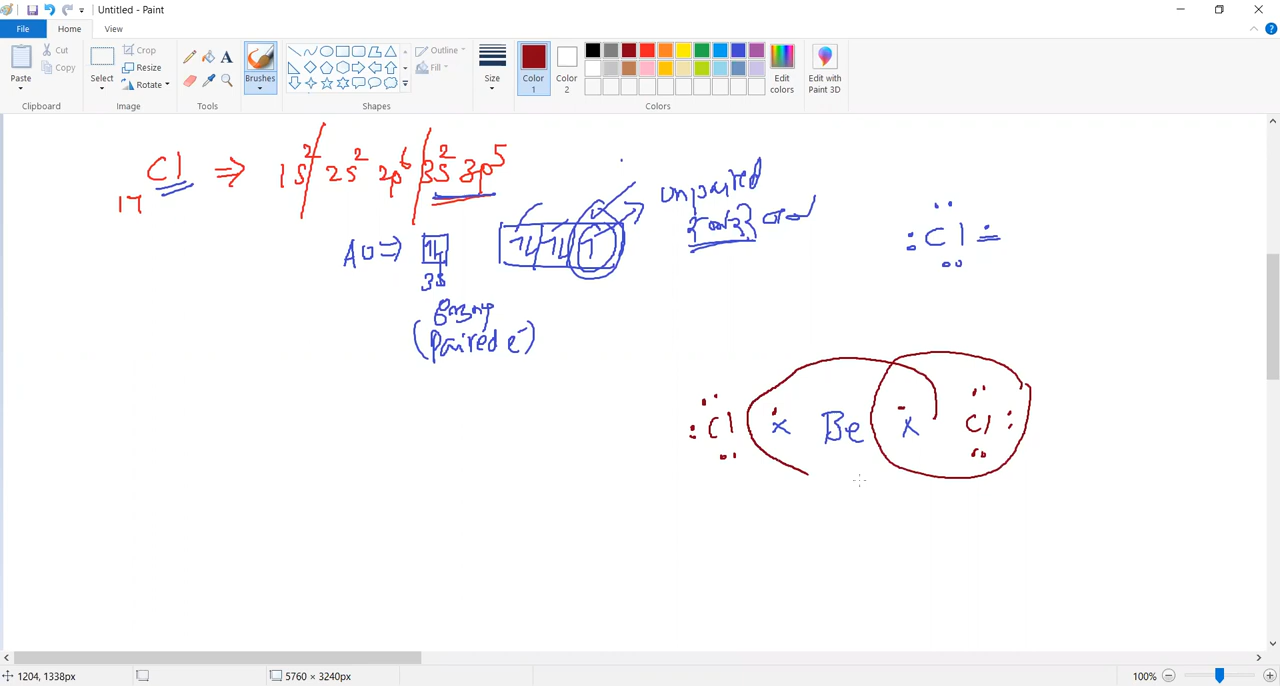 Untitled - Paint
File Home View
Paste Cut Copy Clipboard
Select Crop Resize Rotate Image
Tools
Brushes
Outline Fill Shapes
Size
Color 1 Color 2 Edit colors Edit with Paint 3D
Colors
17 Cl ⇒ 1s² / 2s² 2p⁶ / 3s² 3p⁵
unpaired
AO ⇒ 3s
(Paired e⁻)
Cl
Cl x Be x Cl
1204, 1338px 5760 × 3240px 100%